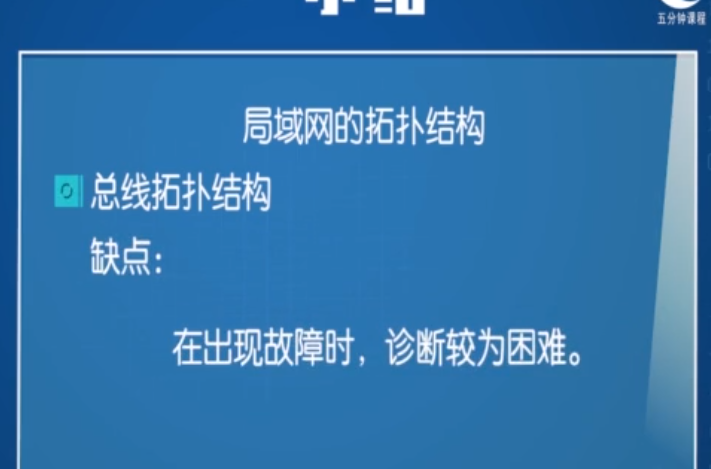 五分钟课程
局域网的拓扑结构
总线拓扑结构
缺点：
在出现故障时，诊断较为困难。